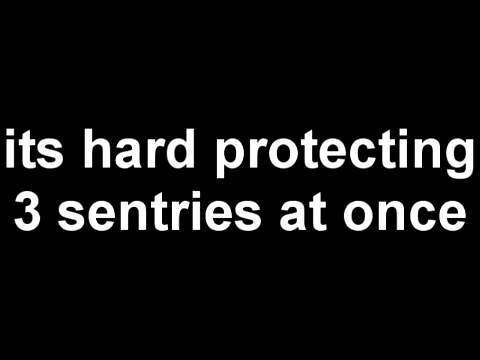 its hard protecting
3 sentries at once